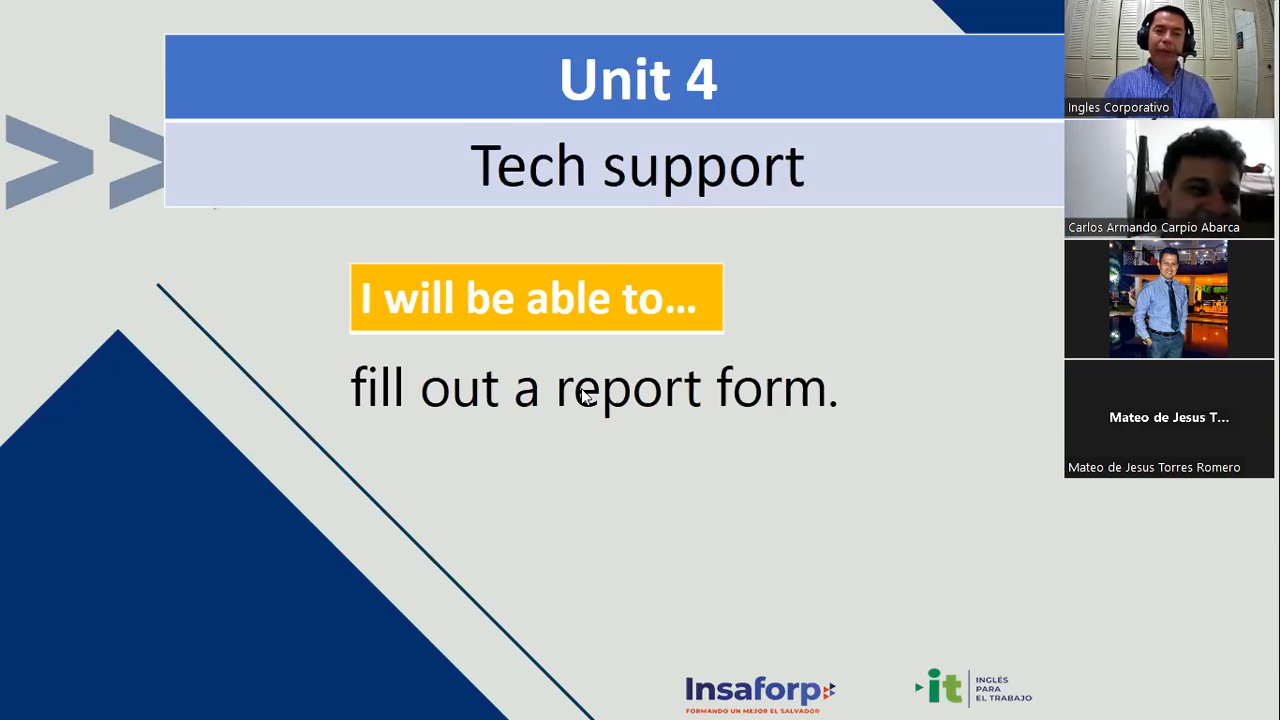 Unit 4
Tech support
I will be able to...
fill out a report form.
Insaforp
FORMANDO UN MEJOR EL SALVADOR
it
INGLÉS
PARA
EL TRABAJO
Ingles Corporativo
Carlos Armando Carpio Abarca
Mateo de Jesus T...
Mateo de Jesus Torres Romero